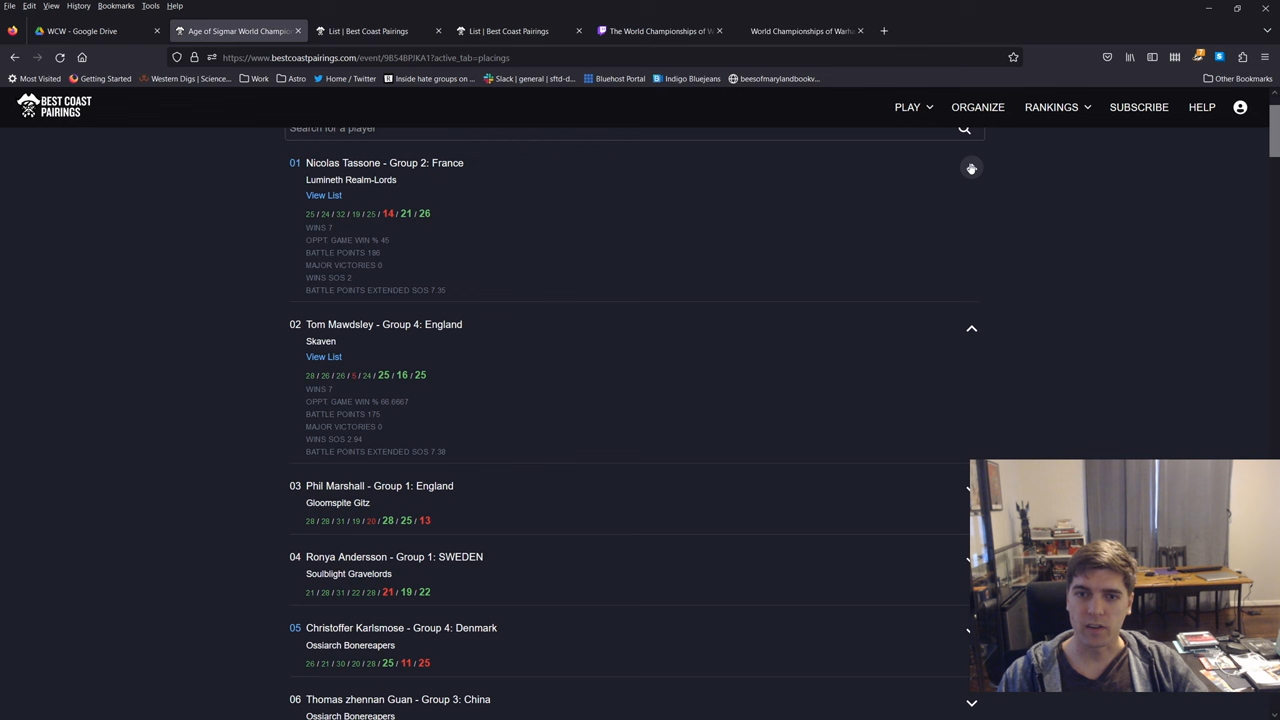 File Edit View History Bookmarks Tools Help
WCW - Google Drive
Age of Sigmar World Champio
List | Best Coast Pairings
List | Best Coast Pairings
The World Championships of W
World Championships of Warha
https://www.bestcoastpairings.com/event/9B54BPJKA1?active_tab=placings
Most Visited
Getting Started
Western Digs | Science...
Work
Astro
Home / Twitter
Inside hate groups on ...
Slack | general | sftd-d...
Bluehost Portal
Indigo Bluejeans
beesofmarylandbookv...
Other Bookmarks
BEST COAST
PAIRINGS
PLAY
ORGANIZE
RANKINGS
SUBSCRIBE
HELP
Search for a player
01 Nicolas Tassone - Group 2: France
Lumineth Realm-Lords
View List
25 / 24 / 32 / 19 / 25 / 14 / 21 / 26
WINS 7
OPPT. GAME WIN % 45
BATTLE POINTS 186
MAJOR VICTORIES 0
WINS SOS 2
BATTLE POINTS EXTENDED SOS 7.35
02 Tom Mawdsley - Group 4: England
Skaven
View List
28 / 26 / 26 / 5 / 24 / 25 / 16 / 25
WINS 7
OPPT. GAME WIN % 66.6667
BATTLE POINTS 175
MAJOR VICTORIES 0
WINS SOS 2.94
BATTLE POINTS EXTENDED SOS 7.38
03 Phil Marshall - Group 1: England
Gloomspite Gitz
28 / 28 / 31 / 19 / 20 / 28 / 25 / 13
04 Ronya Andersson - Group 1: SWEDEN
Soulblight Gravelords
21 / 28 / 31 / 22 / 28 / 21 / 19 / 22
05 Christoffer Karlsmose - Group 4: Denmark
Ossiarch Bonereapers
26 / 21 / 30 / 20 / 28 / 25 / 11 / 25
06 Thomas zhennan Guan - Group 3: China
Ossiarch Bonereapers